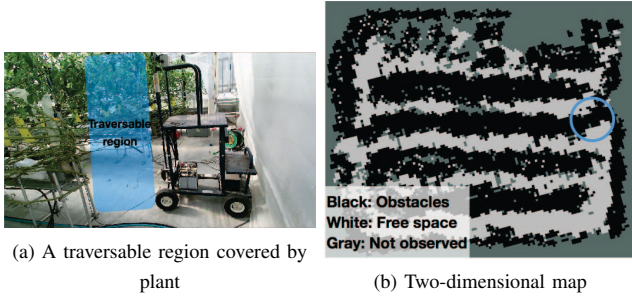 Traversable
region
(a) A traversable region covered by
plant
Black: Obstacles
White: Free space
Gray: Not observed
(b) Two-dimensional map